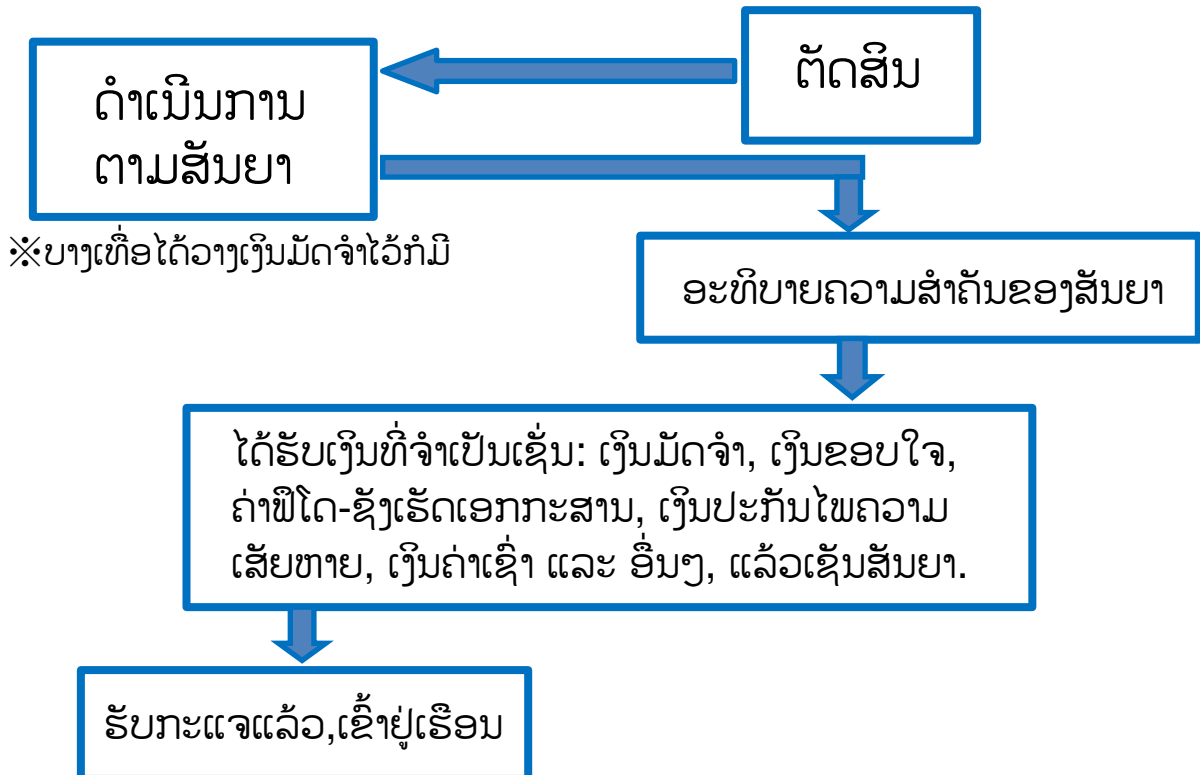 ຕັດສິນ
ດຳເນີນການ
ຕາມສັນຍາ
※ບາງເທື່ອໄດ້ວາງເງິນມັດຈຳໄວ້ກໍມີ
ອະທິບາຍຄວາມສຳຄັນຂອງສັນຍາ
ໄດ້ຮັບເງິນທີ່ຈຳເປັນເຊັ່ນ: ເງິນມັດຈຳ, ເງິນຂອບໃຈ,
ຄ່າຟືໂດ-ຊັງເຮັດເອກກະສານ, ເງິນປະກັນໄພຄວາມ
ເສັຍຫາຍ, ເງິນຄ່າເຊົ່າ ແລະ ອື່ນໆ, ແລ້ວເຊັນສັນຍາ.
ຮັບກະແຈແລ້ວ,ເຂົ້າຢູ່ເຮືອນ